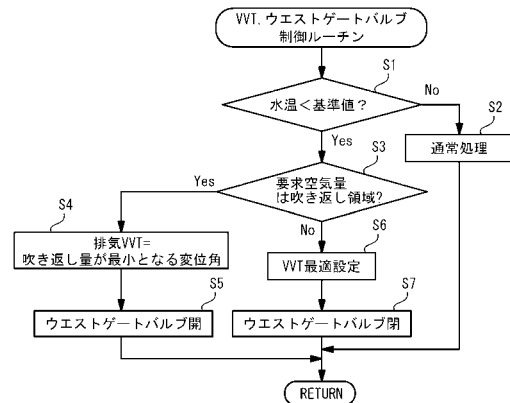 VVT、ウエストゲートバルブ
制御ルーチン
S1
水温<基準値?
No
S2
通常処理
Yes
S3
要求空気量
は吹き返し領域?
Yes
No
S4
排気VVT=
吹き返し量が最小となる変位角
S6
VVT最適設定
S5
ウエストゲートバルブ開
S7
ウエストゲートバルブ閉
RETURN